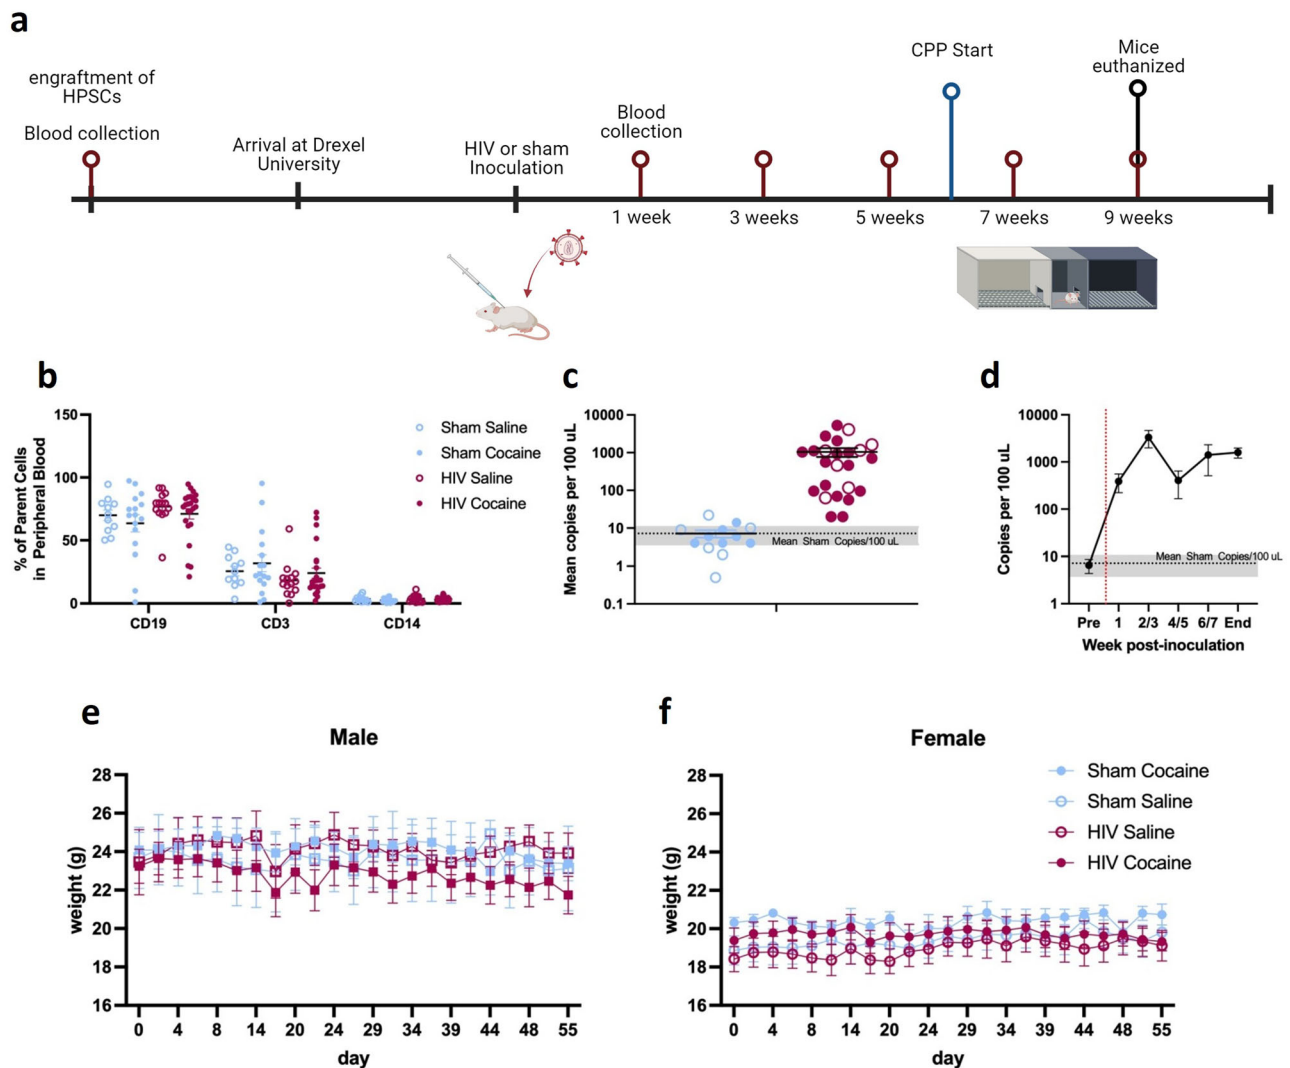 a
engraftment of
HPSCs
Blood collection
Arrival at Drexel
University
HIV or sham
Inoculation
Blood
collection
CPP Start
Mice
euthanized
1 week
3 weeks
5 weeks
7 weeks
9 weeks
b
% of Parent Cells
in Peripheral Blood
150
100
50
0
CD19
CD3
CD14
Sham Saline
Sham Cocaine
HIV Saline
HIV Cocaine
c
Mean copies per 100 uL
10000
1000
100
10
1
0.1
Mean Sham Copies/100 uL
d
Copies per 100 uL
10000
1000
100
10
1
Mean Sham Copies/100 uL
Pre
1
2/3
4/5
6/7
End
Week post-inoculation
e
Male
weight (g)
28
26
24
22
20
18
16
0
4
8
14
20
24
29
34
39
44
48
55
day
f
Female
weight (g)
28
26
24
22
20
18
16
0
4
8
14
20
24
29
34
39
44
48
55
day
Sham Cocaine
Sham Saline
HIV Saline
HIV Cocaine